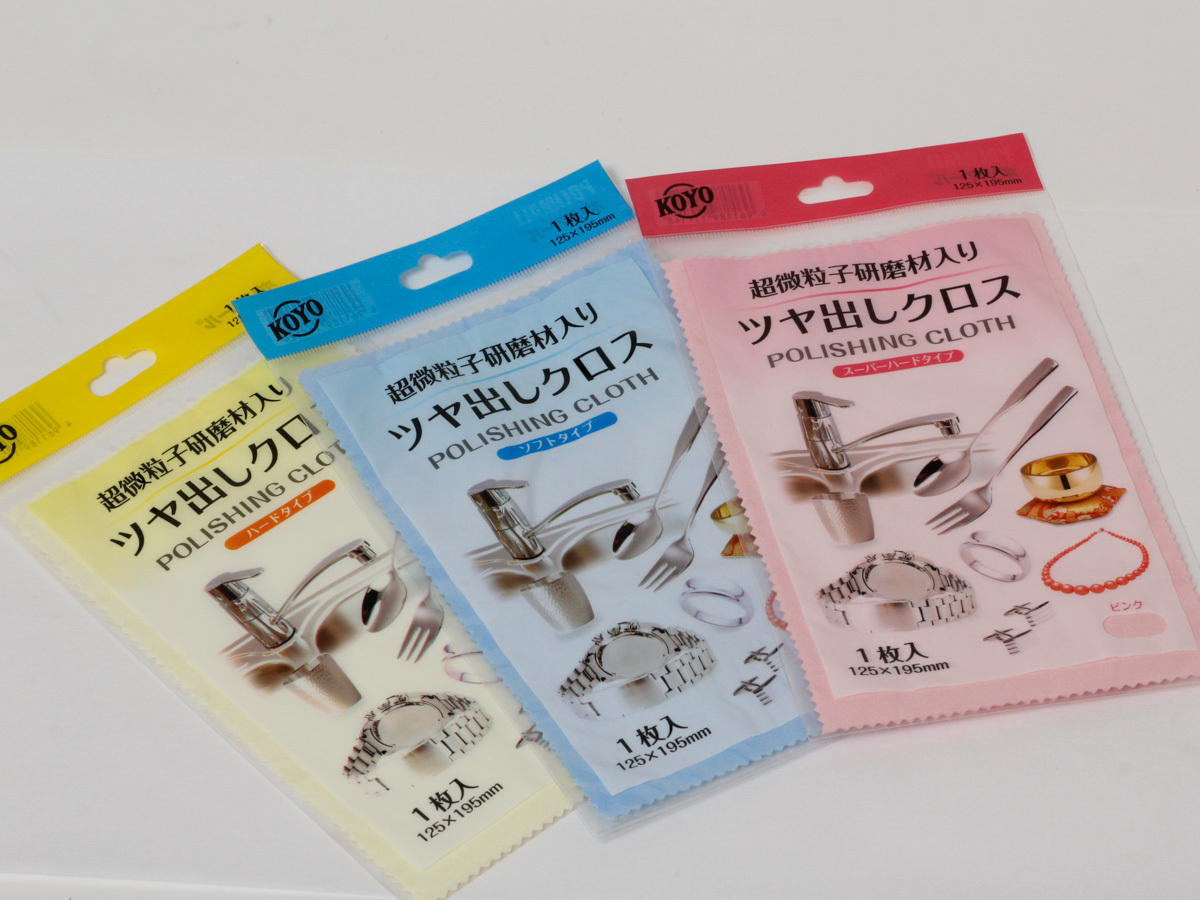 1枚入
超微粒子研磨材入り
ツヤ出しクロ
POLISHING CLOT
ハードタイプ
1枚入
125×195mm
KOYO
1枚入
125×195mm
超微粒子研磨材入り
ツヤ出しクロス
POLISHING CLOTH
ソフトタイプ
1枚入
125×195mm
KOYO
1枚入
125×195mm
超微粒子研磨材入り
ツヤ出しクロス
POLISHING CLOTH
スーパーハードタイプ
ピンク
1枚入
125×195mm